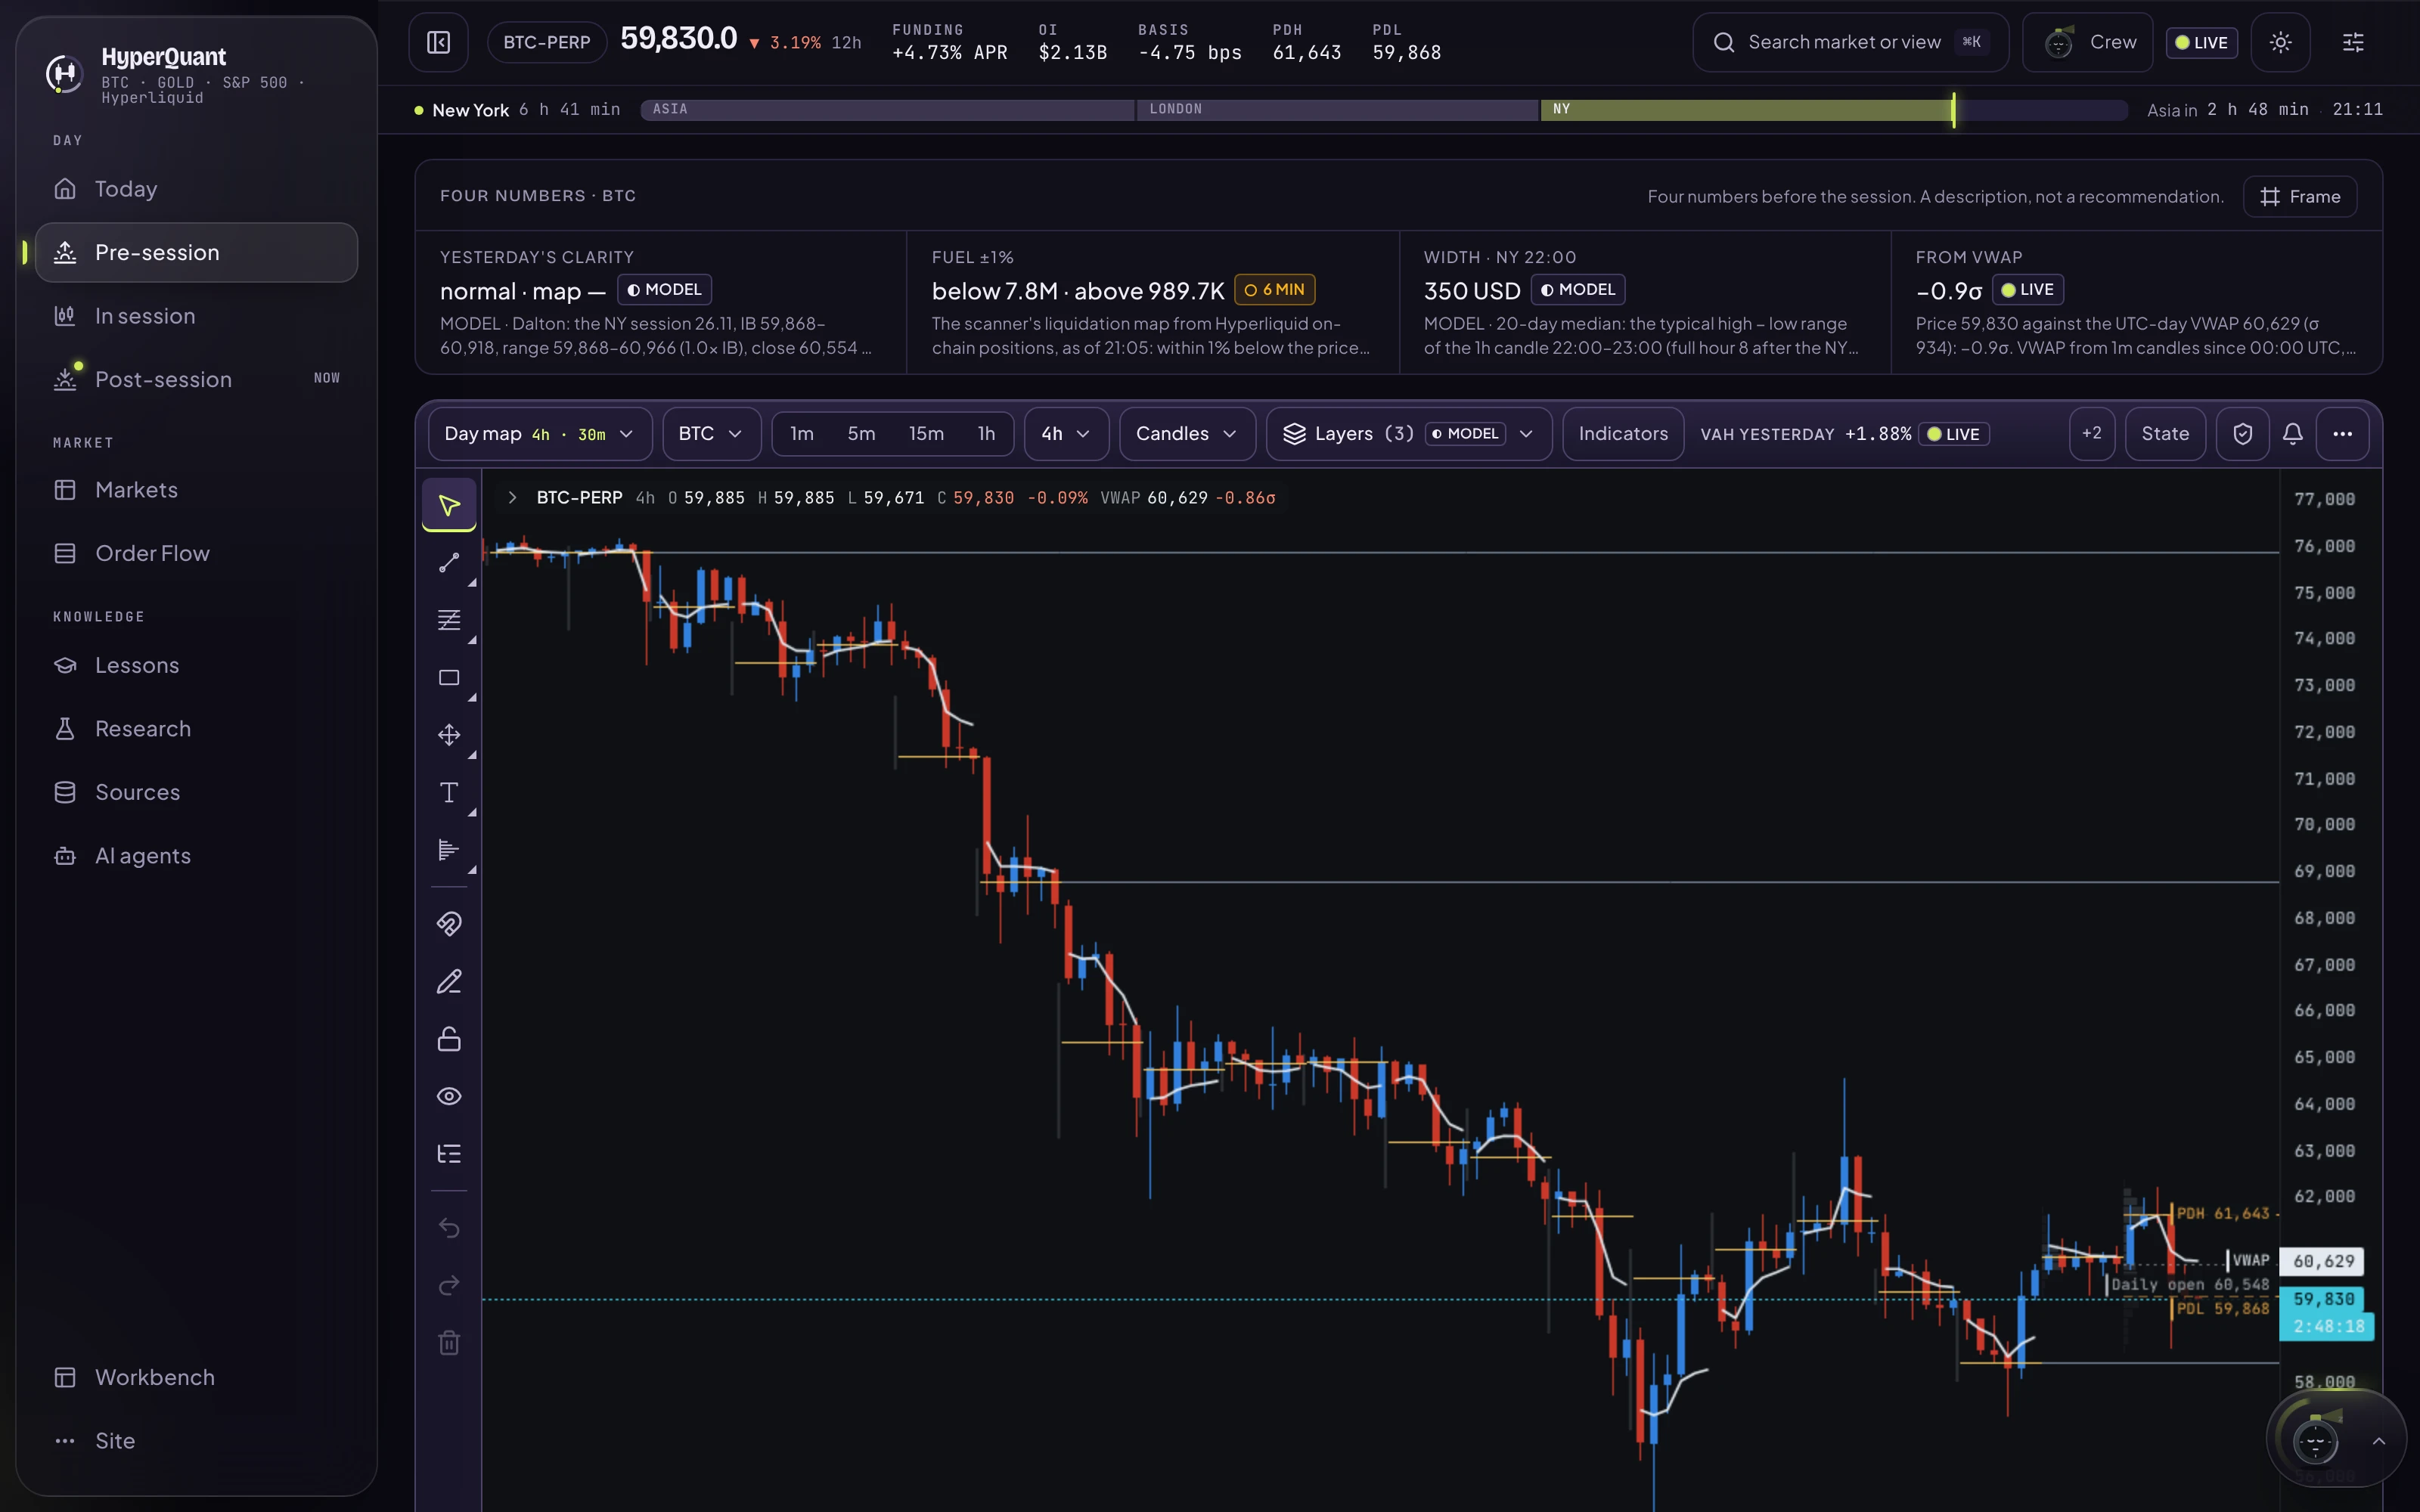 HyperQuant
BTC · GOLD · S&P 500 ·
Hyperliquid
DAY
Today
Pre-session
In session
Post-session NOW
MARKET
Markets
Order Flow
KNOWLEDGE
Lessons
Research
Sources
AI agents
Workbench
Site
BTC-PERP 59,830.0 ▼ 3.19% 12h
FUNDING
+4.73% APR
OI
$2.13B
BASIS
-4.75 bps
PDH
61,643
PDL
59,868
Search market or view ⌘K
Crew
LIVE
New York 6 h 41 min
ASIA
LONDON
NY
Asia in 2 h 48 min · 21:11
FOUR NUMBERS · BTC
Four numbers before the session. A description, not a recommendation.
Frame
YESTERDAY'S CLARITY
normal · map — MODEL
MODEL · Dalton: the NY session 26.11, IB 59,868–
60,918, range 59,868–60,966 (1.0× IB), close 60,554 …
FUEL ±1%
below 7.8M · above 989.7K 6 MIN
The scanner's liquidation map from Hyperliquid on-
chain positions, as of 21:05: within 1% below the price…
WIDTH · NY 22:00
350 USD MODEL
MODEL · 20-day median: the typical high – low range
of the 1h candle 22:00–23:00 (full hour 8 after the NY…
FROM VWAP
−0.9σ LIVE
Price 59,830 against the UTC-day VWAP 60,629 (σ
934): −0.9σ. VWAP from 1m candles since 00:00 UTC,…
Day map 4h · 30m
BTC
1m 5m 15m 1h
4h
Candles
Layers (3) MODEL
Indicators
VAH YESTERDAY +1.88% LIVE
+2
State
BTC-PERP 4h O 59,885 H 59,885 L 59,671 C 59,830 -0.09% VWAP 60,629 -0.86σ
77,000
76,000
75,000
74,000
73,000
72,000
71,000
70,000
69,000
68,000
67,000
66,000
65,000
64,000
63,000
62,000
PDH 61,643
VWAP 60,629
Daily open 60,548
59,830
PDL 59,868
2:48:18
58,000